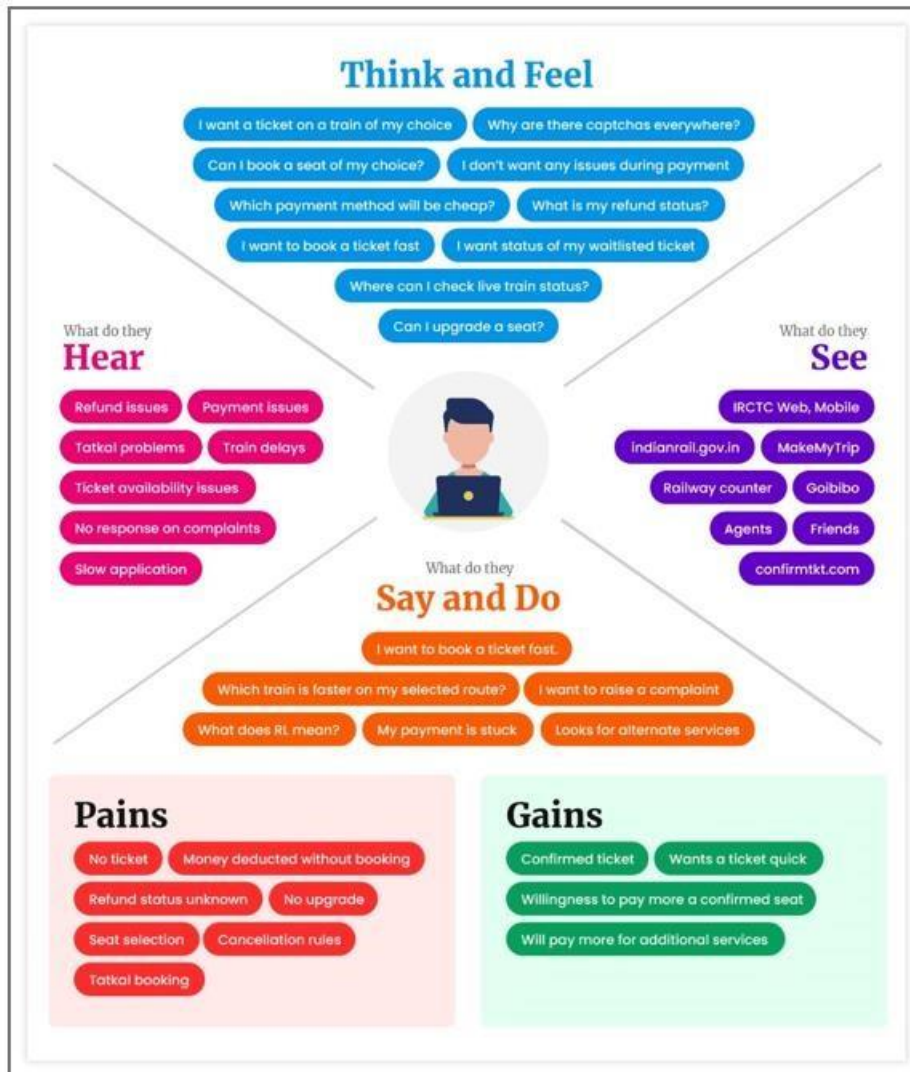 Think and Feel
I want a ticket on a train of my choice
Why are there captchas everywhere?
Can I book a seat of my choice?
I don't want any issues during payment
Which payment method will be cheap?
What is my refund status?
I want to book a ticket fast
I want status of my waitlisted ticket
Where can I check live train status?
Can I upgrade a seat?
What do they
Hear
Refund issues
Payment issues
Tatkal problems
Train delays
Ticket availability issues
No response on complaints
Slow application
What do they
See
IRCTC Web, Mobile
indianrail.gov.in
MakeMyTrip
Railway counter
Goibibo
Agents
Friends
confirmtkt.com
What do they
Say and Do
I want to book a ticket fast.
Which train is faster on my selected route?
I want to raise a complaint
What does RL mean?
My payment is stuck
Looks for alternate services
Pains
No ticket
Money deducted without booking
Refund status unknown
No upgrade
Seat selection
Cancellation rules
Tatkal booking
Gains
Confirmed ticket
Wants a ticket quick
Willingness to pay more a confirmed seat
Will pay more for additional services